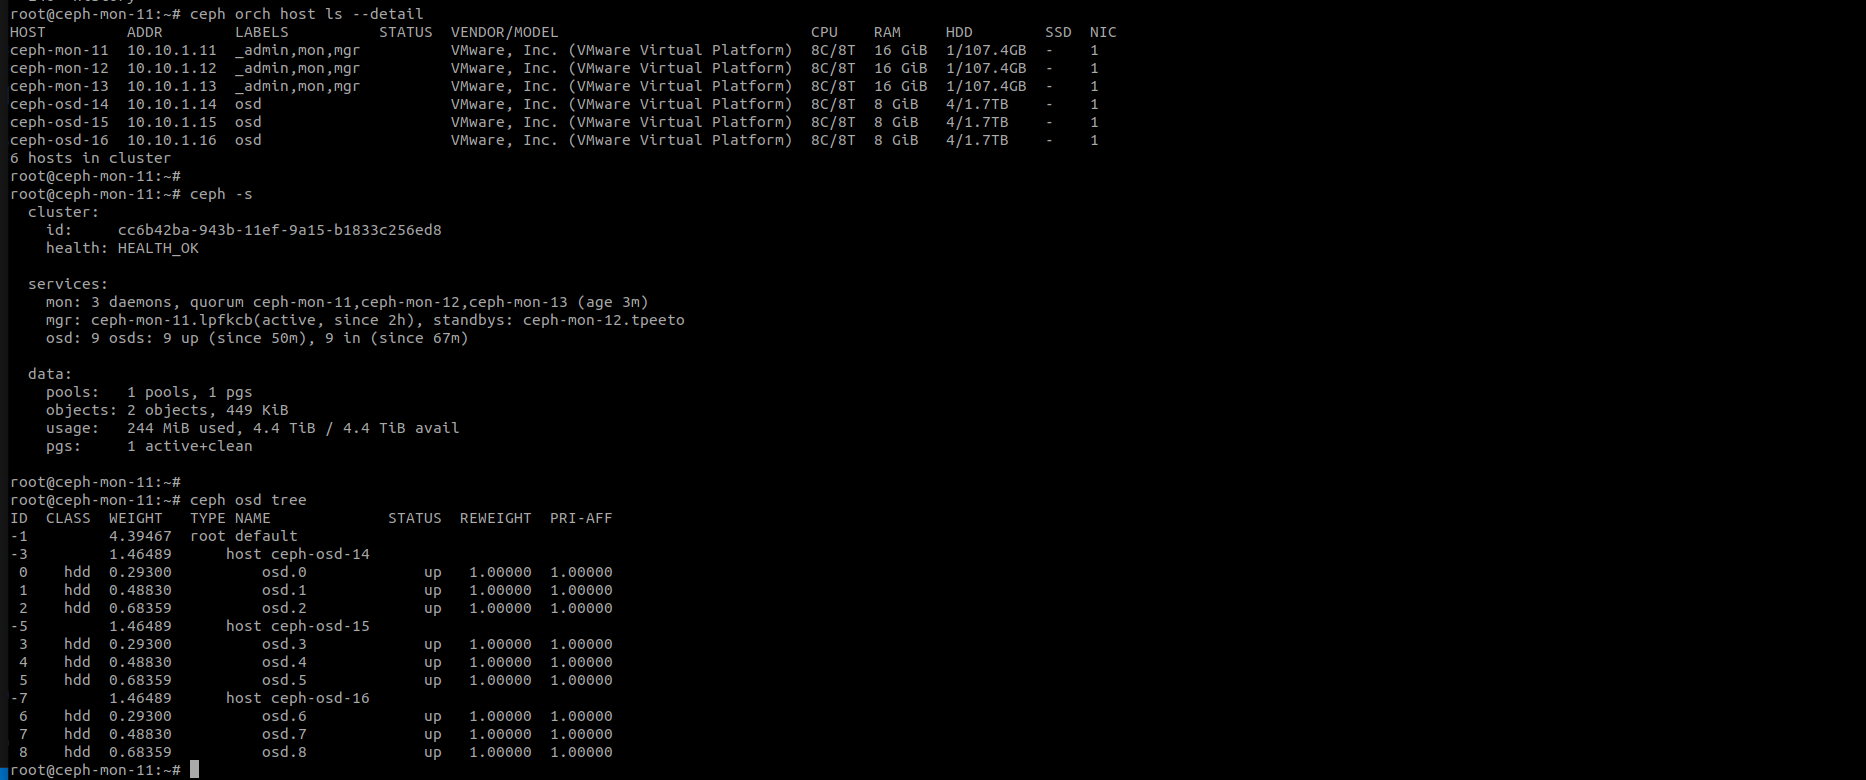 root@ceph-mon-11:~# ceph orch host ls --detail
HOST         ADDR        LABELS          STATUS  VENDOR/MODEL                            CPU    RAM     HDD        SSD  NIC
ceph-mon-11  10.10.1.11  _admin,mon,mgr          VMware, Inc. (VMware Virtual Platform)  8C/8T  16 GiB  1/107.4GB  -    1
ceph-mon-12  10.10.1.12  _admin,mon,mgr          VMware, Inc. (VMware Virtual Platform)  8C/8T  16 GiB  1/107.4GB  -    1
ceph-mon-13  10.10.1.13  _admin,mon,mgr          VMware, Inc. (VMware Virtual Platform)  8C/8T  16 GiB  1/107.4GB  -    1
ceph-osd-14  10.10.1.14  osd                     VMware, Inc. (VMware Virtual Platform)  8C/8T  8 GiB   4/1.7TB    -    1
ceph-osd-15  10.10.1.15  osd                     VMware, Inc. (VMware Virtual Platform)  8C/8T  8 GiB   4/1.7TB    -    1
ceph-osd-16  10.10.1.16  osd                     VMware, Inc. (VMware Virtual Platform)  8C/8T  8 GiB   4/1.7TB    -    1
6 hosts in cluster
root@ceph-mon-11:~#
root@ceph-mon-11:~# ceph -s
  cluster:
    id:     cc6b42ba-943b-11ef-9a15-b1833c256ed8
    health: HEALTH_OK

  services:
    mon: 3 daemons, quorum ceph-mon-11,ceph-mon-12,ceph-mon-13 (age 3m)
    mgr: ceph-mon-11.lpfkcb(active, since 2h), standbys: ceph-mon-12.tpeeto
    osd: 9 osds: 9 up (since 50m), 9 in (since 67m)

  data:
    pools:   1 pools, 1 pgs
    objects: 2 objects, 449 KiB
    usage:   244 MiB used, 4.4 TiB / 4.4 TiB avail
    pgs:     1 active+clean

root@ceph-mon-11:~#
root@ceph-mon-11:~# ceph osd tree
ID  CLASS  WEIGHT   TYPE NAME             STATUS  REWEIGHT  PRI-AFF
-1         4.39467  root default
-3         1.46489      host ceph-osd-14
 0    hdd  0.29300          osd.0             up   1.00000  1.00000
 1    hdd  0.48830          osd.1             up   1.00000  1.00000
 2    hdd  0.68359          osd.2             up   1.00000  1.00000
-5         1.46489      host ceph-osd-15
 3    hdd  0.29300          osd.3             up   1.00000  1.00000
 4    hdd  0.48830          osd.4             up   1.00000  1.00000
 5    hdd  0.68359          osd.5             up   1.00000  1.00000
-7         1.46489      host ceph-osd-16
 6    hdd  0.29300          osd.6             up   1.00000  1.00000
 7    hdd  0.48830          osd.7             up   1.00000  1.00000
 8    hdd  0.68359          osd.8             up   1.00000  1.00000
root@ceph-mon-11:~#